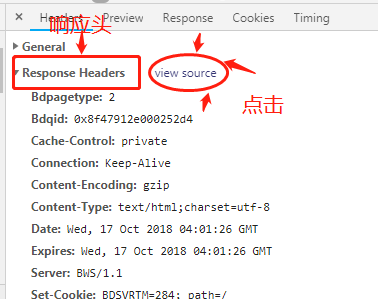 Headers Preview Response Cookies Timing
响应头
General
Response Headers view source
点击
Bdpagetype: 2
Bdqid: 0x8f47912e000252d4
Cache-Control: private
Connection: Keep-Alive
Content-Encoding: gzip
Content-Type: text/html;charset=utf-8
Date: Wed, 17 Oct 2018 04:01:26 GMT
Expires: Wed, 17 Oct 2018 04:01:26 GMT
Server: BWS/1.1
Set-Cookie: BDSVRTM=284; path=/